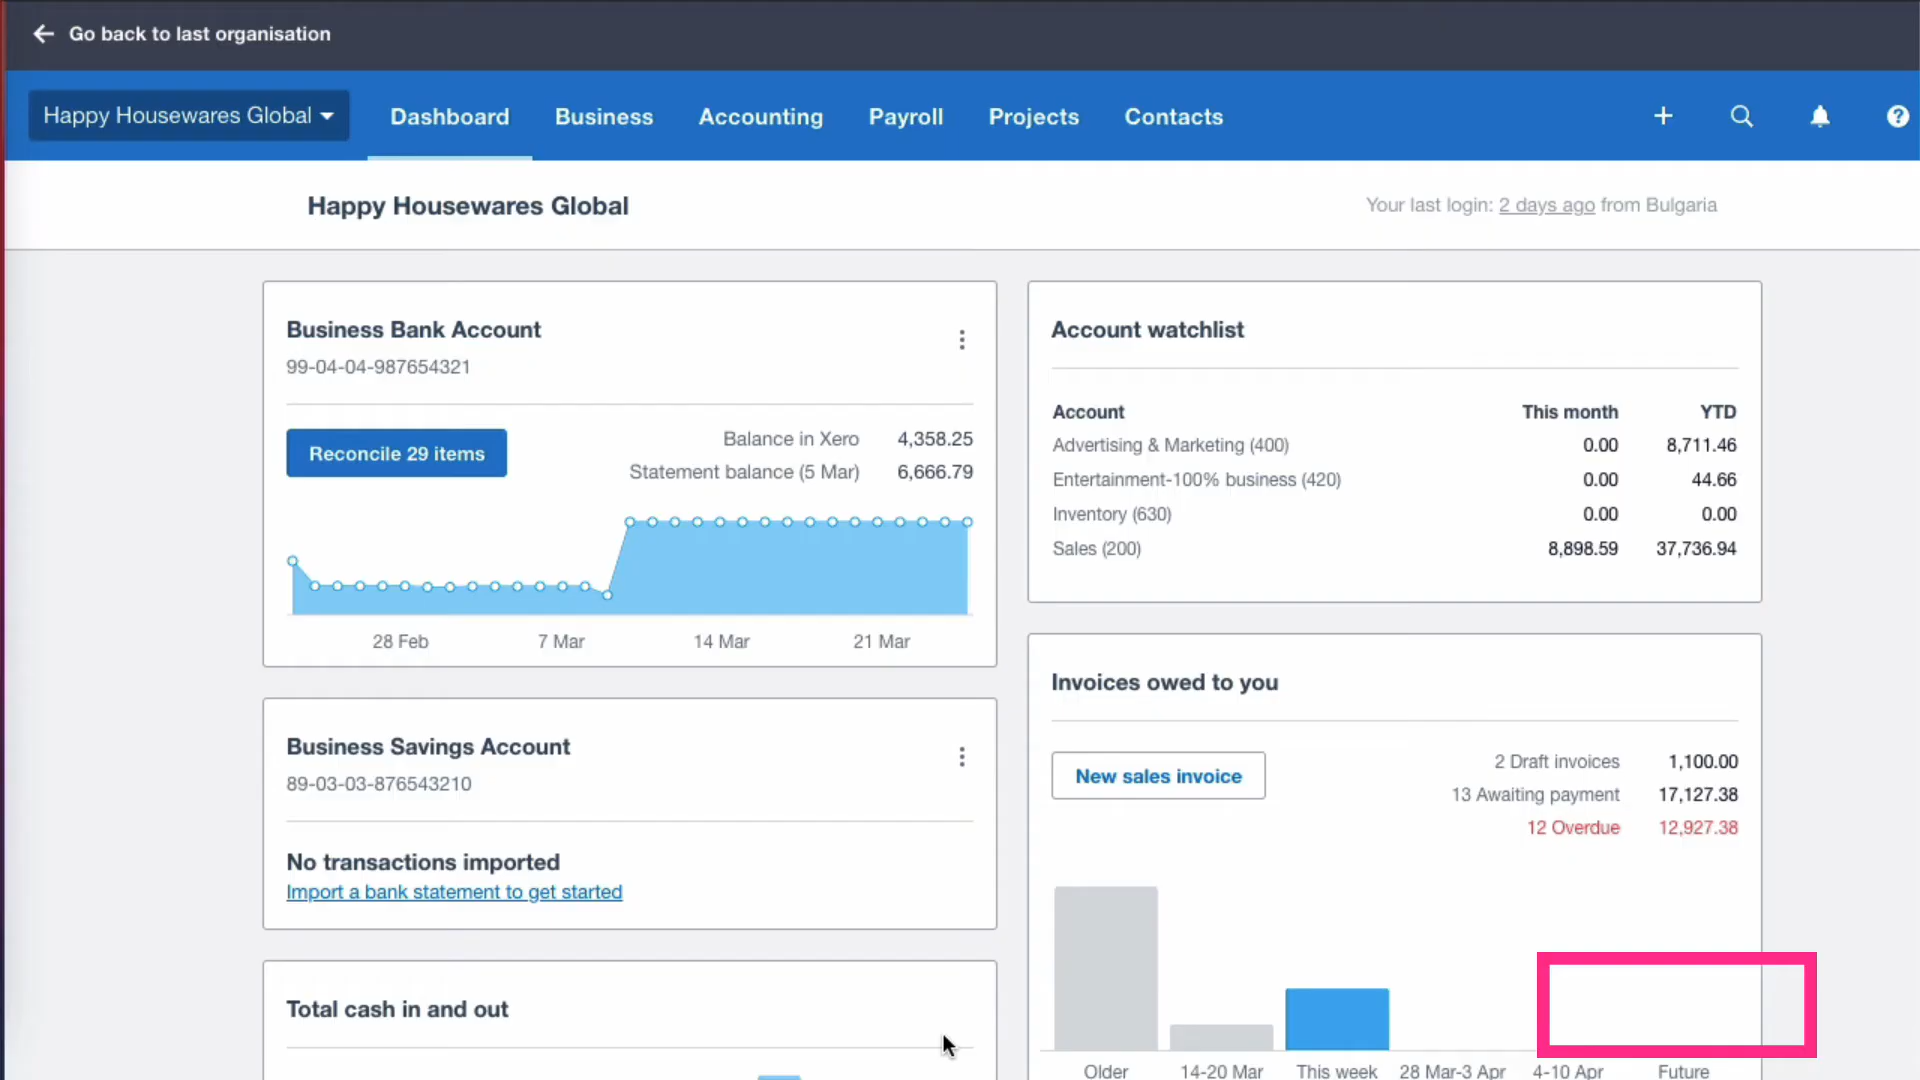 Go back to last organisation
Happy Housewares Global
Dashboard
Business
Accounting
Payroll
Projects
Contacts
Happy Housewares Global
Your last login: 2 days ago from Bulgaria
Business Bank Account
99-04-04-987654321
Reconcile 29 items
Balance in Xero 4,358.25
Statement balance (5 Mar) 6,666.79
28 Feb 7 Mar 14 Mar 21 Mar
Business Savings Account
89-03-03-876543210
No transactions imported
Import a bank statement to get started
Total cash in and out
Account watchlist
Account This month YTD
Advertising & Marketing (400) 0.00 8,711.46
Entertainment-100% business (420) 0.00 44.66
Inventory (630) 0.00 0.00
Sales (200) 8,898.59 37,736.94
Invoices owed to you
New sales invoice
2 Draft invoices 1,100.00
13 Awaiting payment 17,127.38
12 Overdue 12,927.38
Older 14-20 Mar This week 28 Mar-3 Apr 4-10 Apr Future